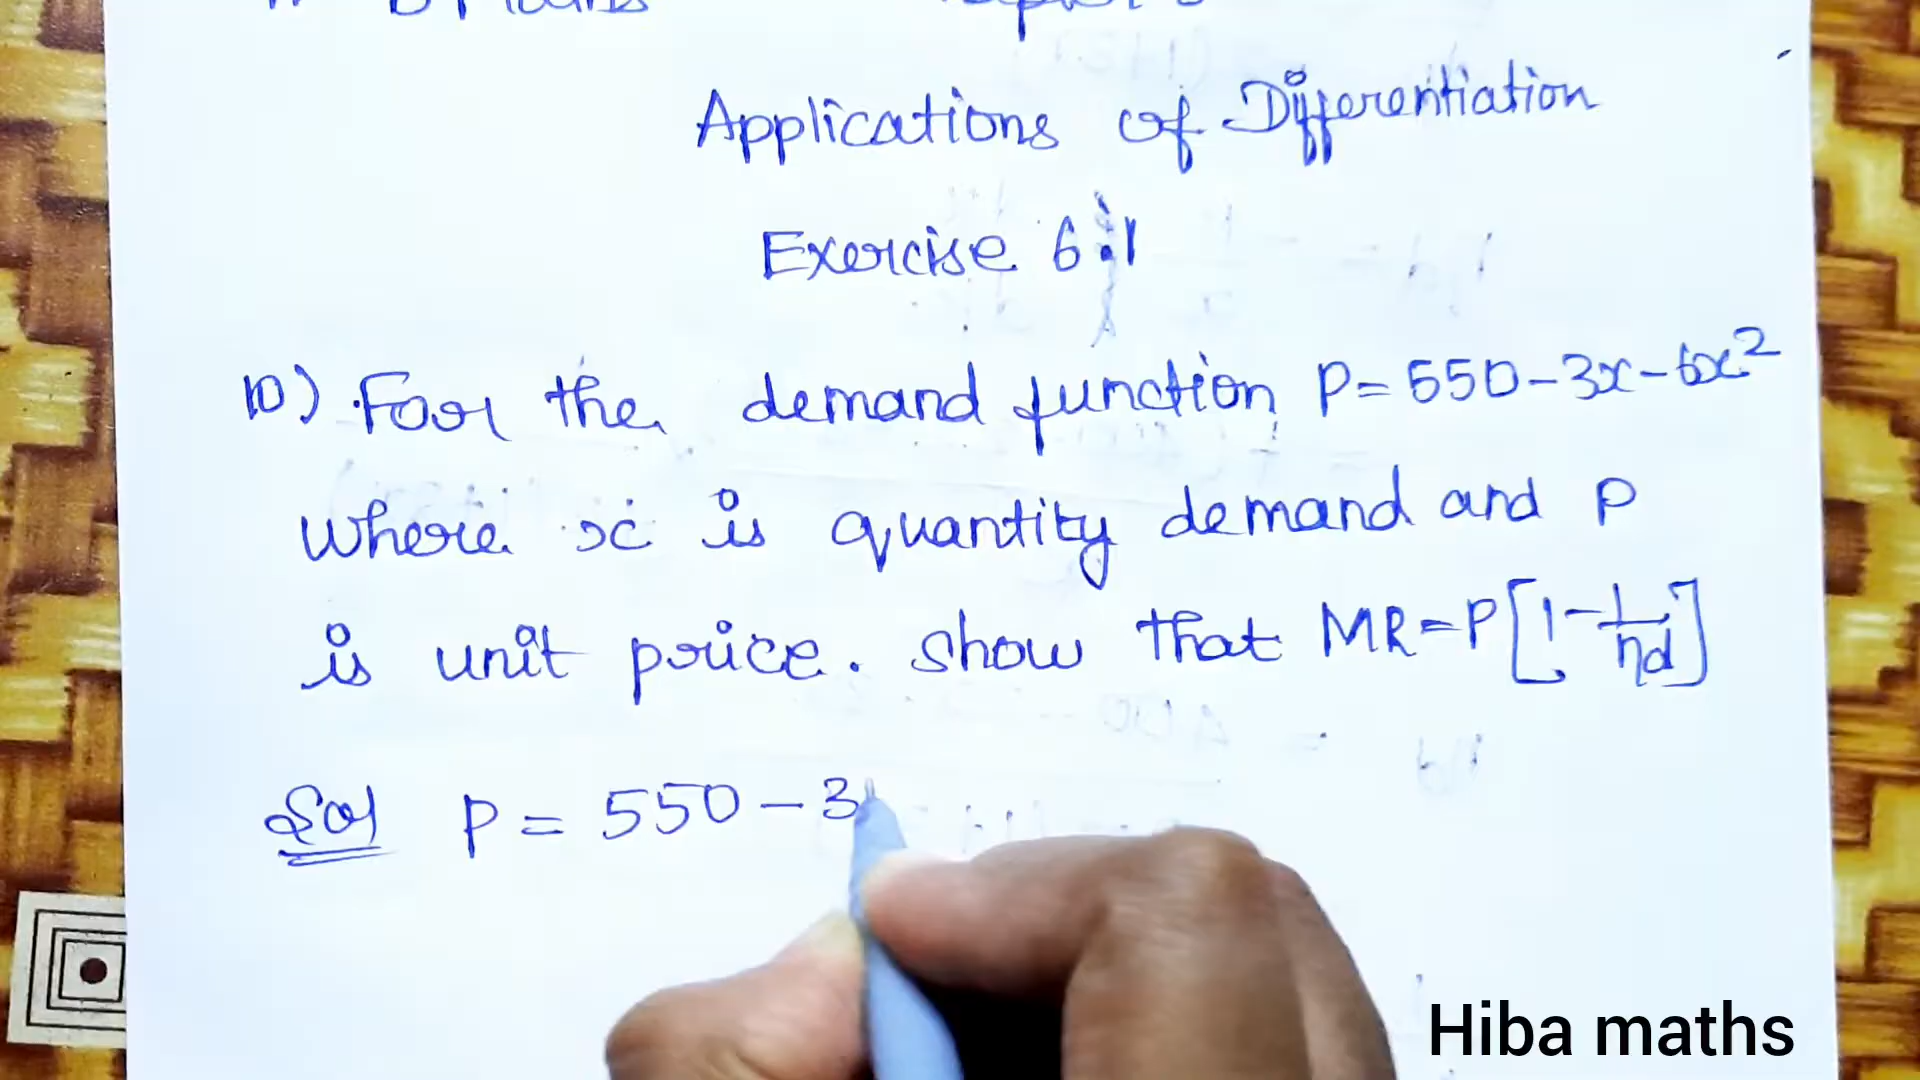 Applications of Differentiation
Exercise 6.1
10) For the demand function P = 550 - 3x - 6x²
where x is quantity demand and P
is unit price. show that MR = P [1 - 1/ηd]
Sol P = 550 - 3
Hiba maths